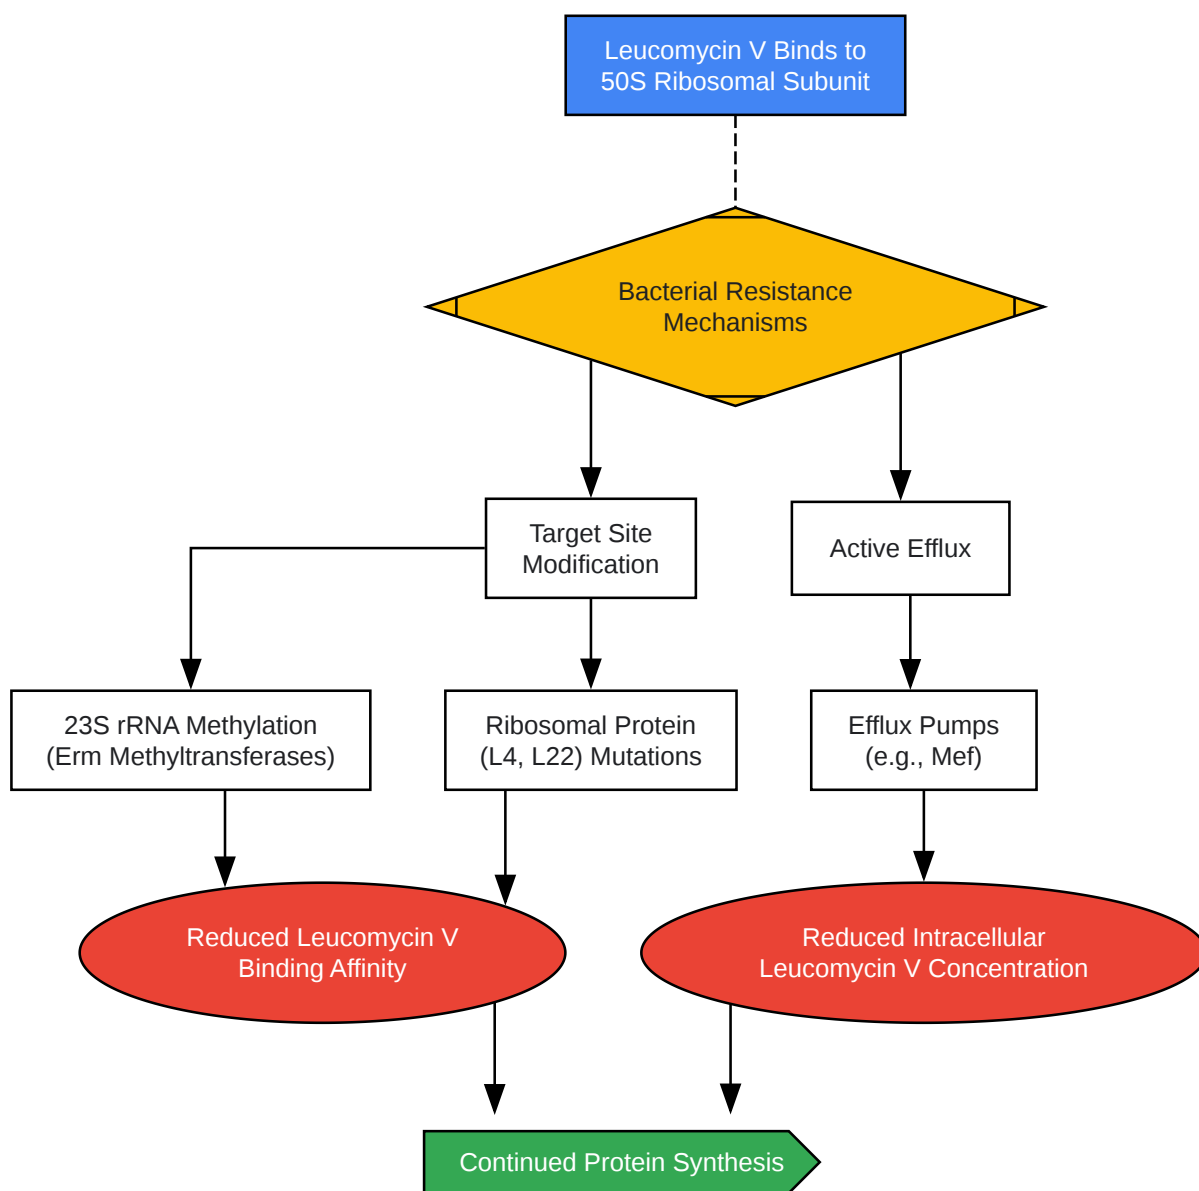 Leucomycin V Binds to
50S Ribosomal Subunit
Bacterial Resistance
Mechanisms
Target Site
Modification
Active Efflux
23S rRNA Methylation
(Erm Methyltransferases)
Ribosomal Protein
(L4, L22) Mutations
Efflux Pumps
(e.g., Mef)
Reduced Leucomycin V
Binding Affinity
Reduced Intracellular
Leucomycin V Concentration
Continued Protein Synthesis